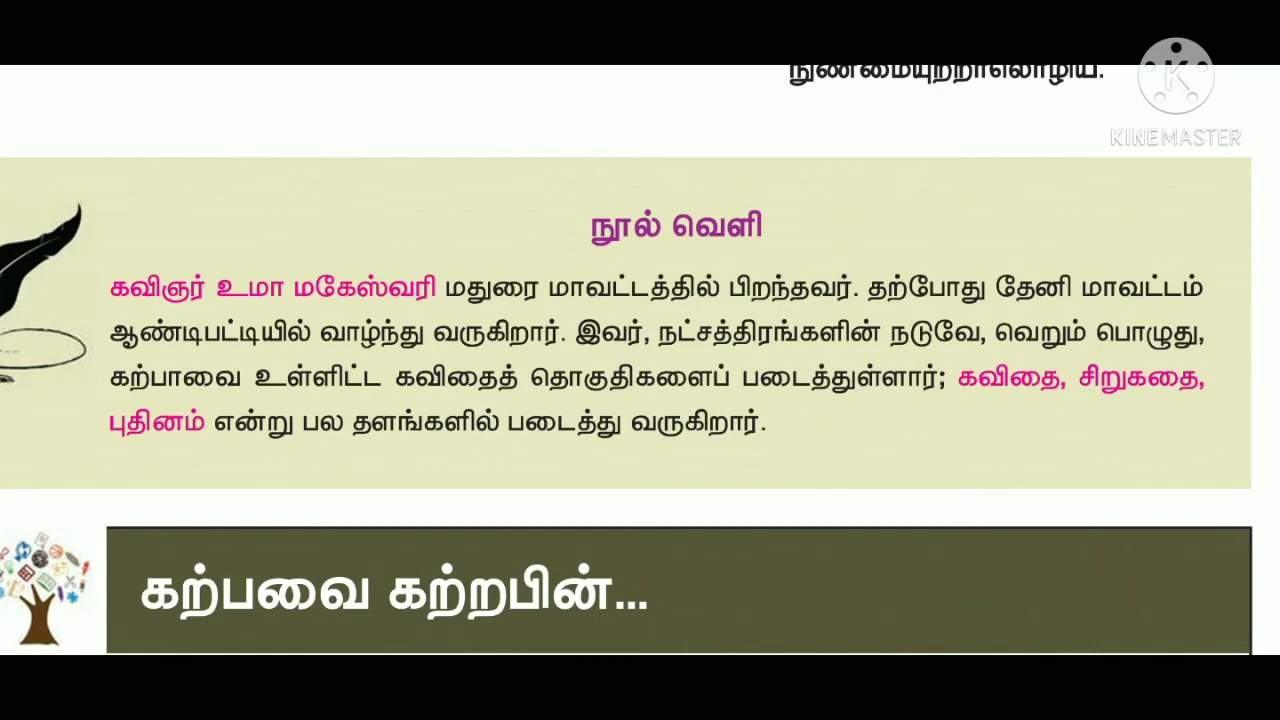 நுண்மையுற்றாலொழிய.
KINEMASTER
நூல் வெளி
கவிஞர் உமா மகேஸ்வரி மதுரை மாவட்டத்தில் பிறந்தவர். தற்போது தேனி மாவட்டம்
ஆண்டிபட்டியில் வாழ்ந்து வருகிறார். இவர், நட்சத்திரங்களின் நடுவே, வெறும் பொழுது,
கற்பாவை உள்ளிட்ட கவிதைத் தொகுதிகளைப் படைத்துள்ளார்; கவிதை, சிறுகதை,
புதினம் என்று பல தளங்களில் படைத்து வருகிறார்.
கற்பவை கற்றபின்...